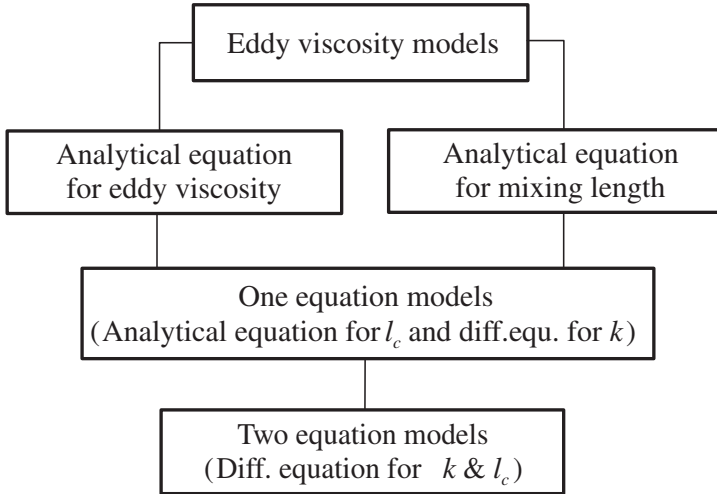 Eddy viscosity models
Analytical equation
for eddy viscosity
Analytical equation
for mixing length
One equation models
(Analytical equation for l_c and diff.equ. for k)
Two equation models
(Diff. equation for k & l_c)